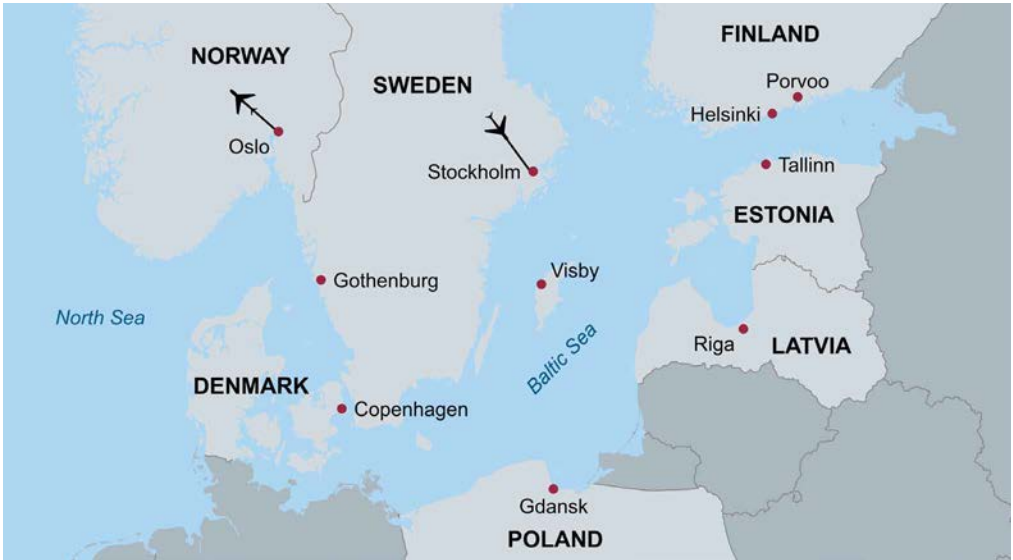 FINLAND
NORWAY
SWEDEN
Porvoo
Helsinki
Oslo
Stockholm
Tallinn
ESTONIA
Visby
Gothenburg
North Sea
Baltic Sea
Riga
LATVIA
DENMARK
Copenhagen
Gdansk
POLAND